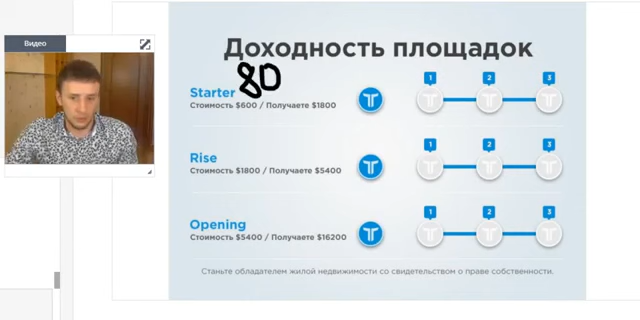 Видео
Доходность площадок
80
Starter
Стоимость $600 / Получаете $1800
1 2 3
Rise
Стоимость $1800 / Получаете $5400
1 2 3
Opening
Стоимость $5400 / Получаете $16200
1 2 3
Станьте обладателем жилой недвижимости со свидетельством о праве собственности.